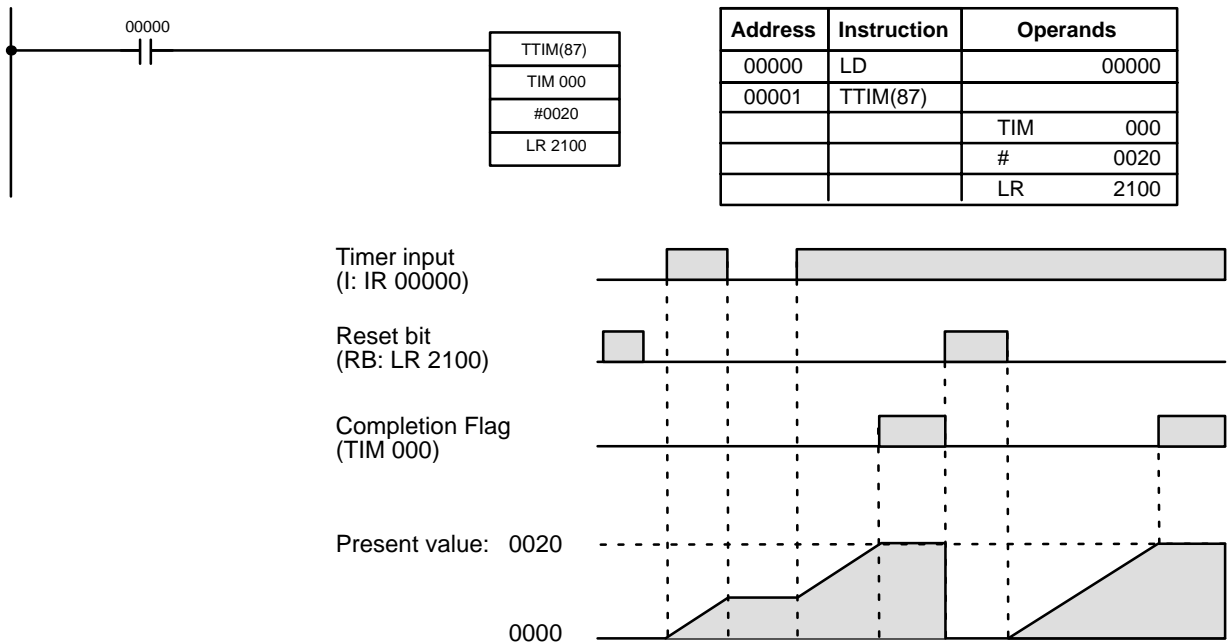 00000
TTIM(87)
TIM 000
#0020
LR 2100
Address Instruction Operands
00000 LD 00000
00001 TTIM(87)
TIM 000
# 0020
LR 2100
Timer input
(I: IR 00000)
Reset bit
(RB: LR 2100)
Completion Flag
(TIM 000)
Present value: 0020
0000